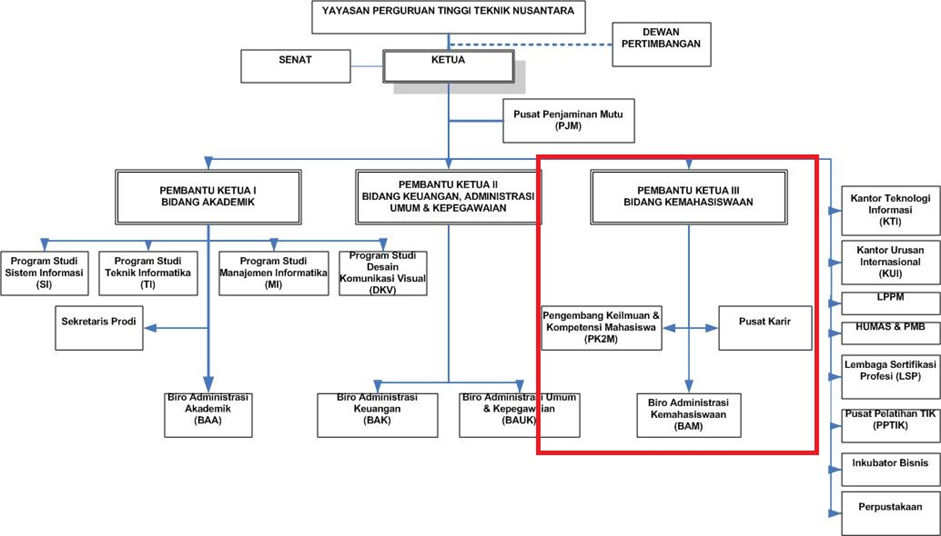 YAYASAN PERGURUAN TINGGI TEKNIK NUSANTARA
DEWAN
PERTIMBANGAN
SENAT
KETUA
Pusat Penjaminan Mutu
(PJM)
PEMBANTU KETUA I
BIDANG AKADEMIK
PEMBANTU KETUA II
BIDANG KEUANGAN, ADMINISTRASI
UMUM & KEPEGAWAIAN
PEMBANTU KETUA III
BIDANG KEMAHASISWAAN
Kantor Teknologi
Informasi
(KTI)
Kantor Urusan
Internasional
(KUI)
LPPM
HUMAS & PMB
Lembaga Sertifikasi
Profesi (LSP)
Pusat Pelatihan TIK
(PPTIK)
Inkubator Bisnis
Perpustakaan
Program Studi
Sistem Informasi
(SI)
Program Studi
Teknik Informatika
(TI)
Program Studi
Manajemen Informatika
(MI)
Program Studi
Desain
Komunikasi Visual
(DKV)
Sekretaris Prodi
Pengembang Keilmuan &
Kompetensi Mahasiswa
(PK2M)
Pusat Karir
Biro Administrasi
Akademik
(BAA)
Biro Administrasi
Keuangan
(BAK)
Biro Administrasi Umum
& Kepegawaian
(BAUK)
Biro Administrasi
Kemahasiswaan
(BAM)